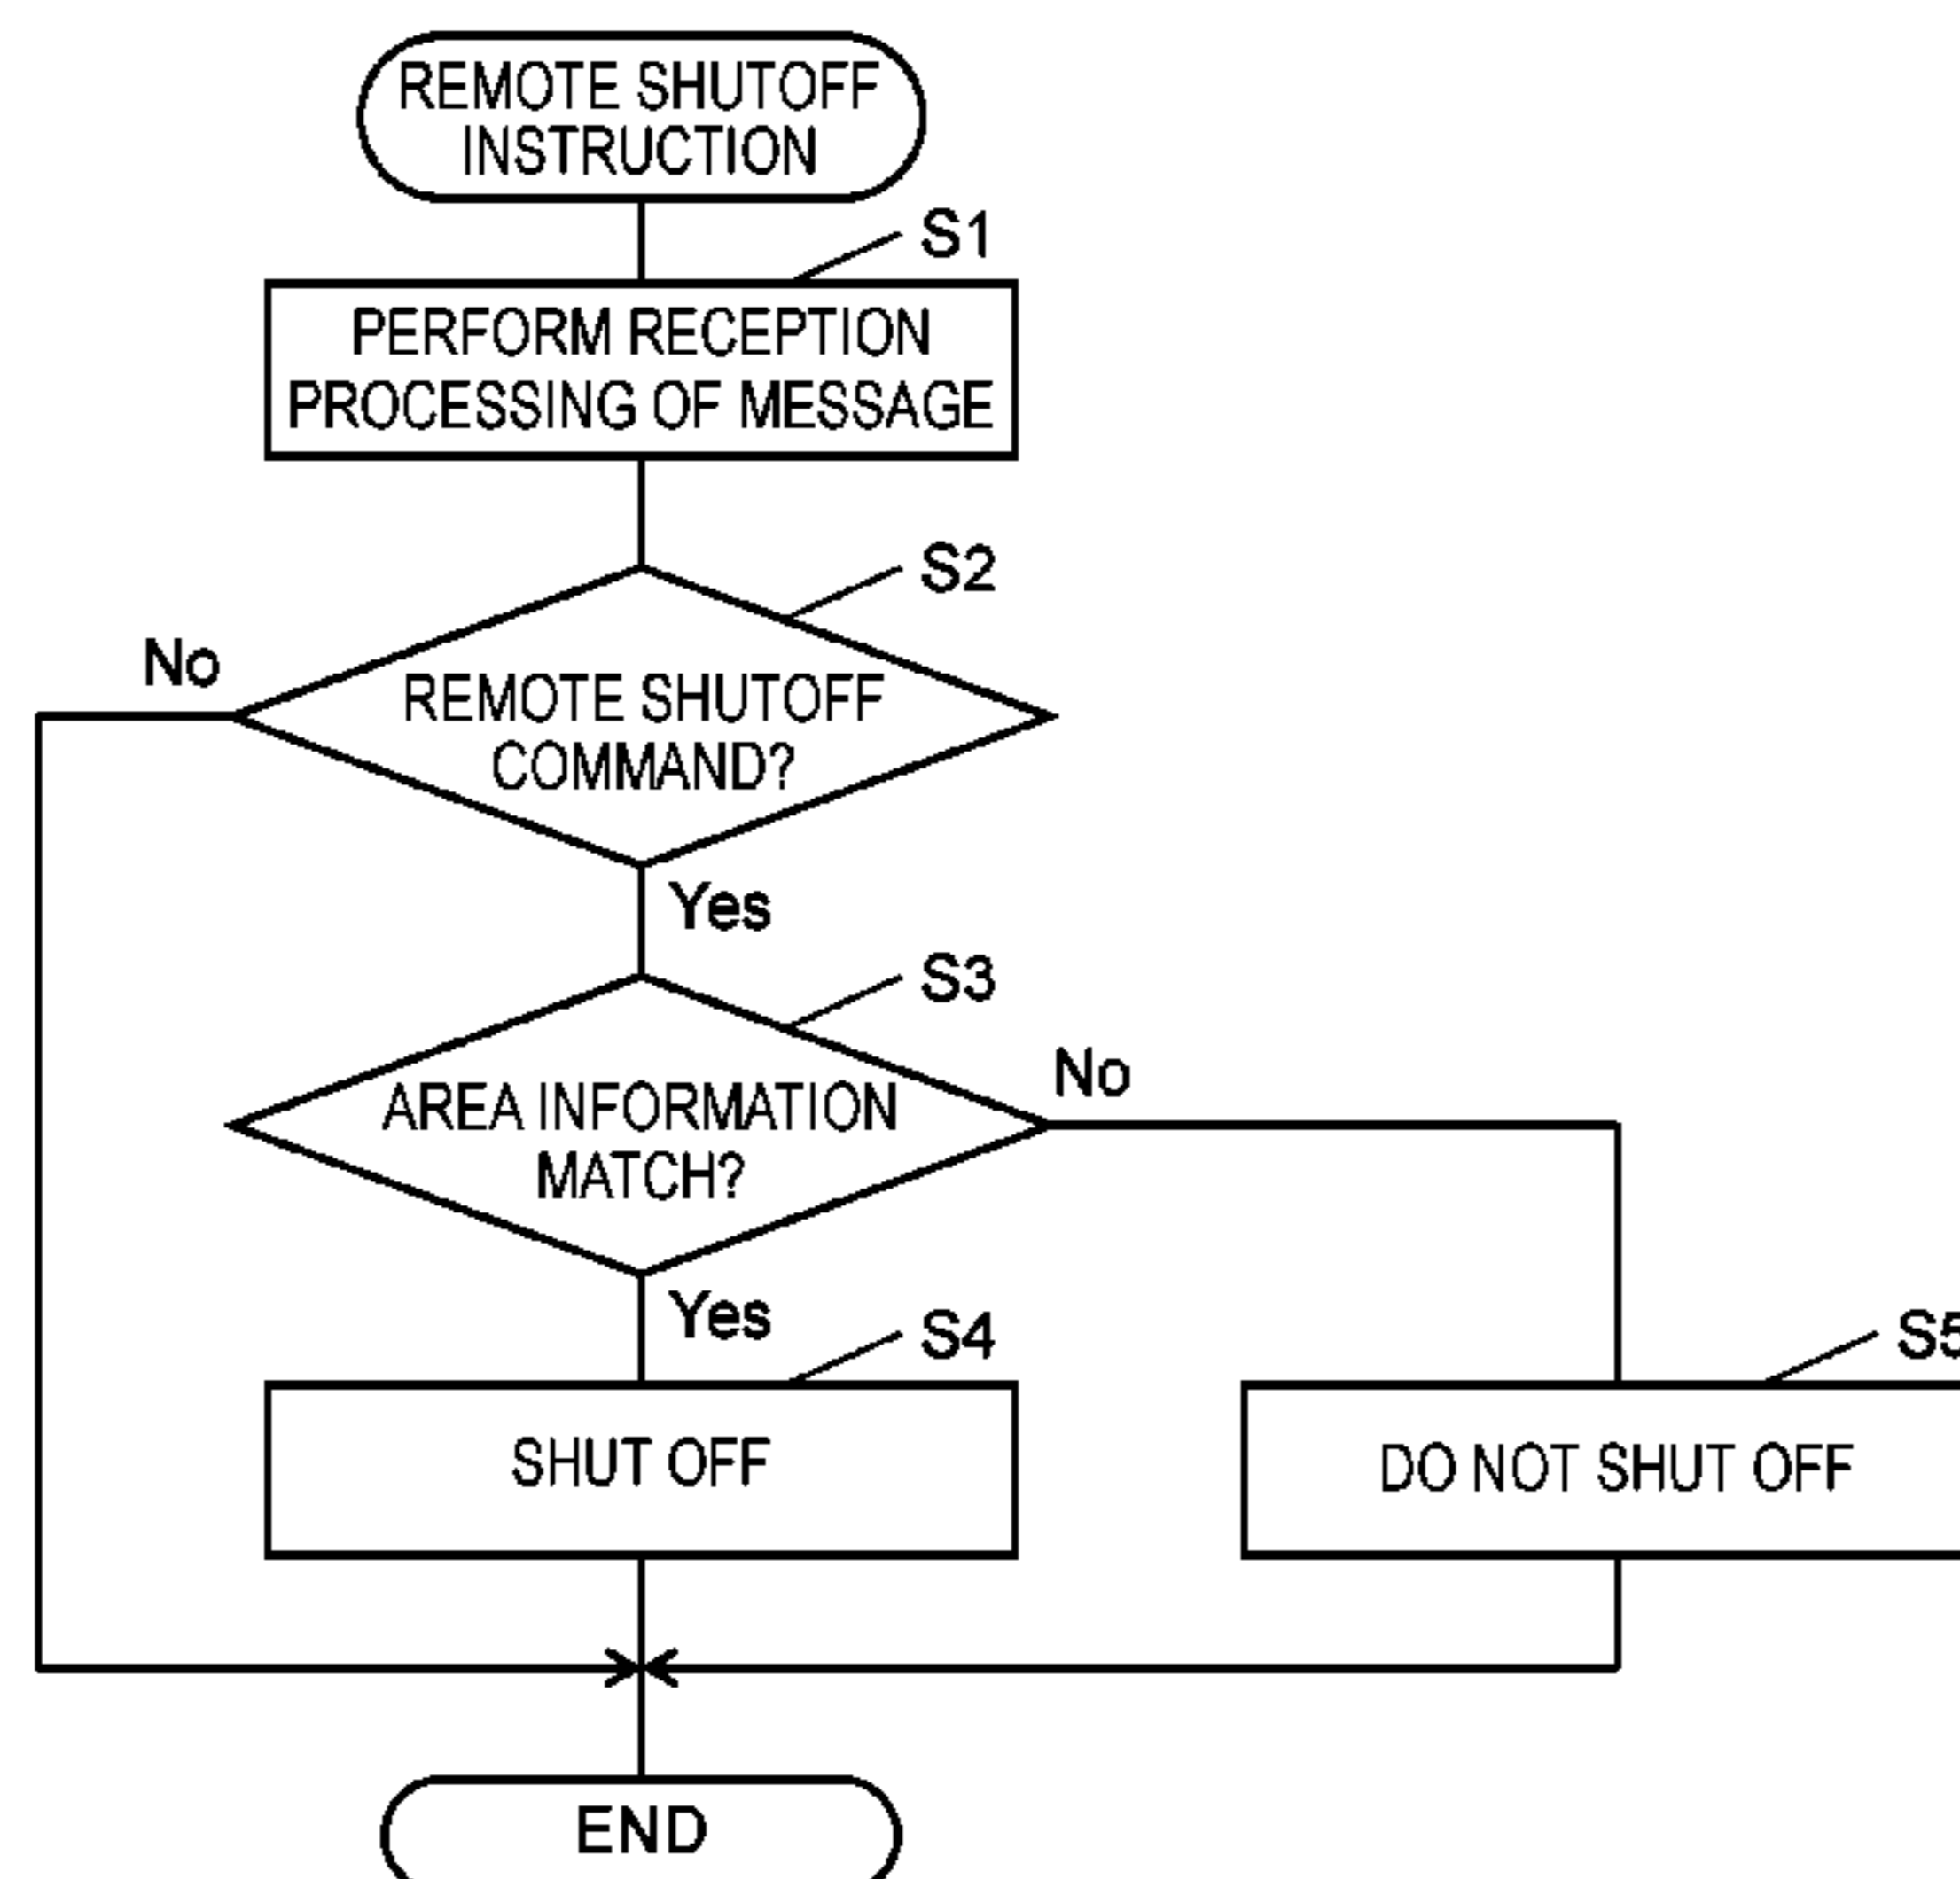 REMOTE SHUTOFF
INSTRUCTION
S1
PERFORM RECEPTION
PROCESSING OF MESSAGE
S2
No
REMOTE SHUTOFF
COMMAND?
Yes
S3
No
AREA INFORMATION
MATCH?
Yes
S4
S5
SHUT OFF
DO NOT SHUT OFF
END